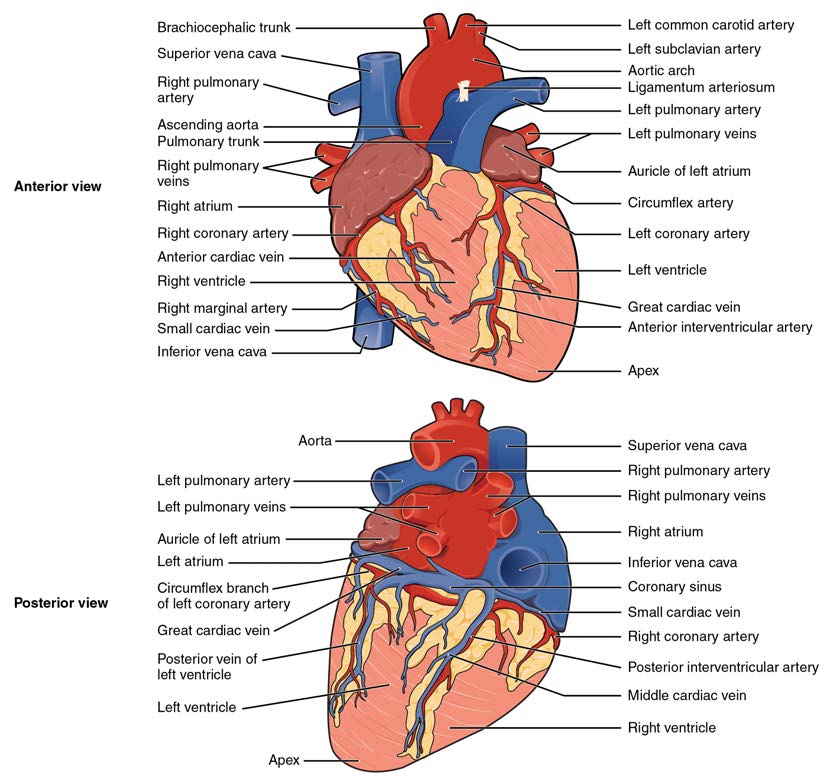 Anterior view
Brachiocephalic trunk
Superior vena cava
Right pulmonary
artery
Ascending aorta
Pulmonary trunk
Right pulmonary
veins
Right atrium
Right coronary artery
Anterior cardiac vein
Right ventricle
Right marginal artery
Small cardiac vein
Inferior vena cava
Left common carotid artery
Left subclavian artery
Aortic arch
Ligamentum arteriosum
Left pulmonary artery
Left pulmonary veins
Auricle of left atrium
Circumflex artery
Left coronary artery
Left ventricle
Great cardiac vein
Anterior interventricular artery
Apex
Posterior view
Aorta
Left pulmonary artery
Left pulmonary veins
Auricle of left atrium
Left atrium
Circumflex branch
of left coronary artery
Great cardiac vein
Posterior vein of
left ventricle
Left ventricle
Apex
Superior vena cava
Right pulmonary artery
Right pulmonary veins
Right atrium
Inferior vena cava
Coronary sinus
Small cardiac vein
Right coronary artery
Posterior interventricular artery
Middle cardiac vein
Right ventricle